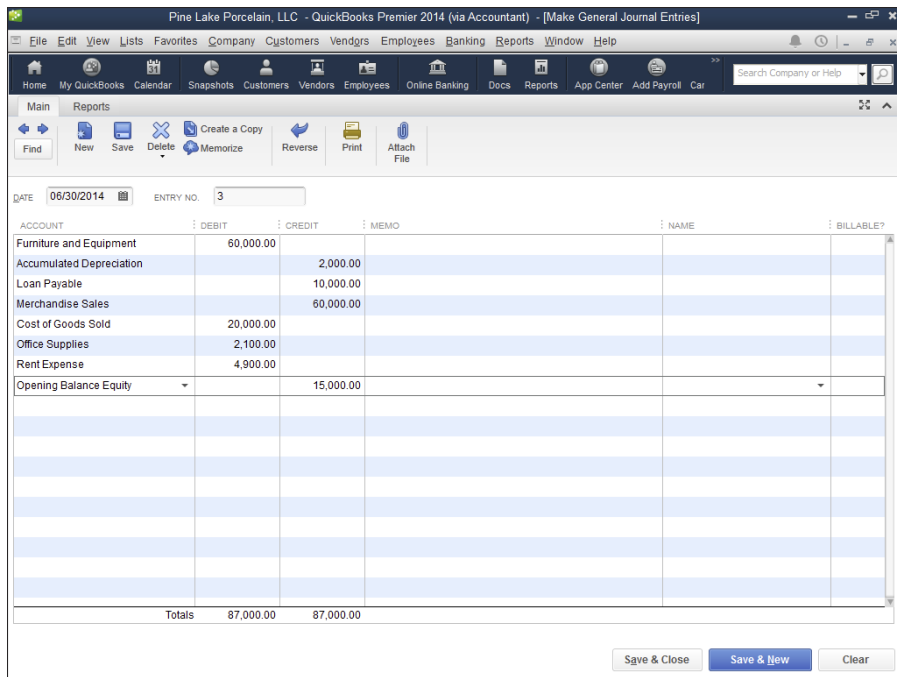 Pine Lake Porcelain, LLC - QuickBooks Premier 2014 (via Accountant) - [Make General Journal Entries]
File Edit View Lists Favorites Company Customers Vendors Employees Banking Reports Window Help
31
Home My QuickBooks Calendar Snapshots Customers Vendors Employees Online Banking Docs Reports App Center Add Payroll Car >> Search Company or Help
Main Reports
Find New Save Delete Create a Copy Memorize Reverse Print Attach File
DATE 06/30/2014 ENTRY NO. 3
ACCOUNT DEBIT CREDIT MEMO NAME BILLABLE?
Furniture and Equipment 60,000.00
Accumulated Depreciation 2,000.00
Loan Payable 10,000.00
Merchandise Sales 60,000.00
Cost of Goods Sold 20,000.00
Office Supplies 2,100.00
Rent Expense 4,900.00
Opening Balance Equity 15,000.00
Totals 87,000.00 87,000.00
Save & Close Save & New Clear